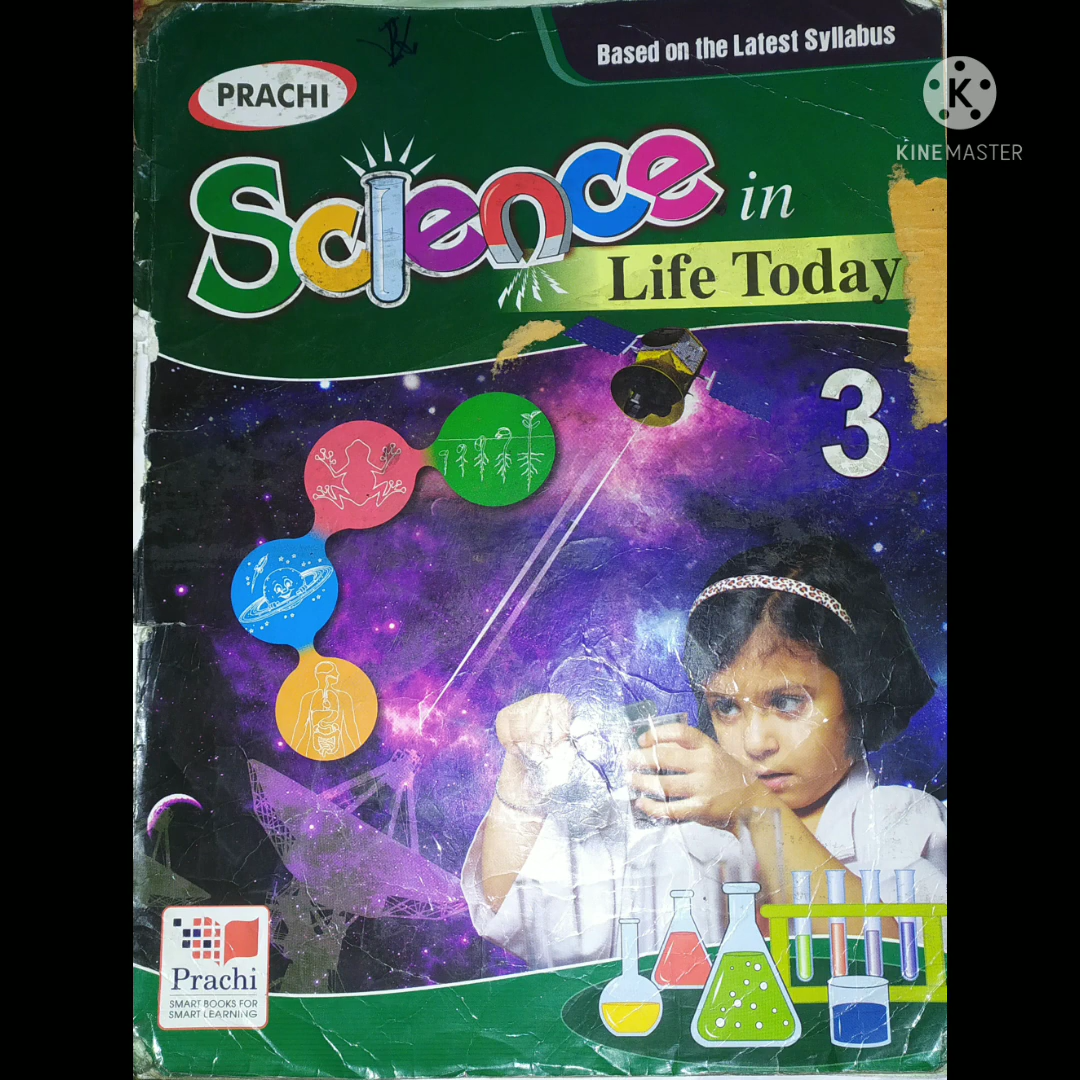 Based on the Latest Syllabus
PRACHI
K
KINEMASTER
Science in
Life Today
3
Prachi
SMART BOOKS FOR
SMART LEARNING